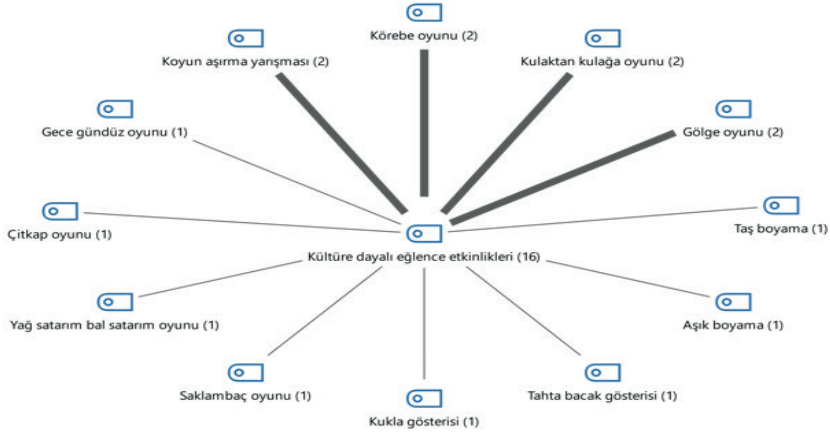 Körebe oyunu (2)
Koyun aşırma yarışması (2)
Kulaktan kulağa oyunu (2)
Gece gündüz oyunu (1)
Gölge oyunu (2)
Çitkap oyunu (1)
Taş boyama (1)
Kültüre dayalı eğlence etkinlikleri (16)
Yağ satarım bal satarım oyunu (1)
Aşık boyama (1)
Saklambaç oyunu (1)
Tahta bacak gösterisi (1)
Kukla gösterisi (1)